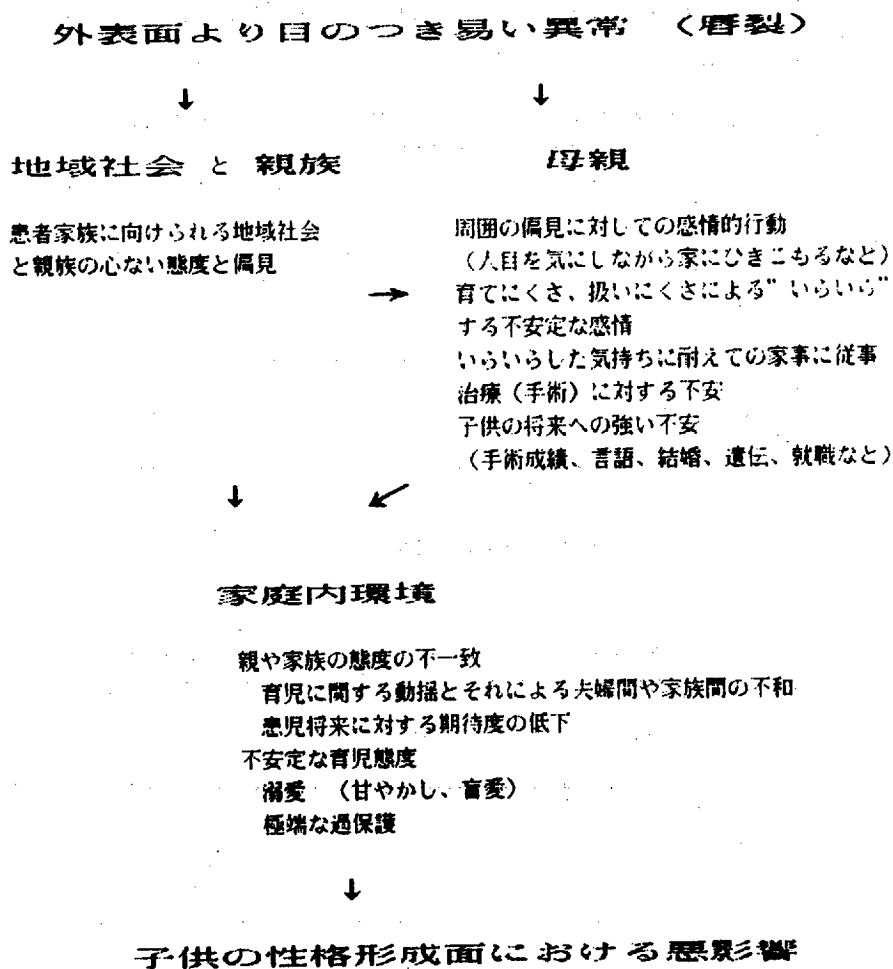 外表面より目のつき易い異常 (唇裂)
↓ ↓
地域社会 と 親族
患者家族に向けられる地域社会
と親族の心ない態度と偏見
→
母親
周囲の偏見に対しての感情的行動
(人目を気にしながら家にひきこもるなど)
育てにくさ、扱いにくさによる”いらいら”
する不安定な感情
いらいらした気持ちに耐えての家事に従事
治療(手術)に対する不安
子供の将来への強い不安
(手術成績、言語、結婚、遺伝、就職など)
↓ ↙
家庭内環境
親や家族の態度の不一致
育児に関する動揺とそれによる夫婦間や家族間の不和
患児将来に対する期待度の低下
不安定な育児態度
溺愛 (甘やかし、盲愛)
極端な過保護
↓
子供の性格形成面における悪影響